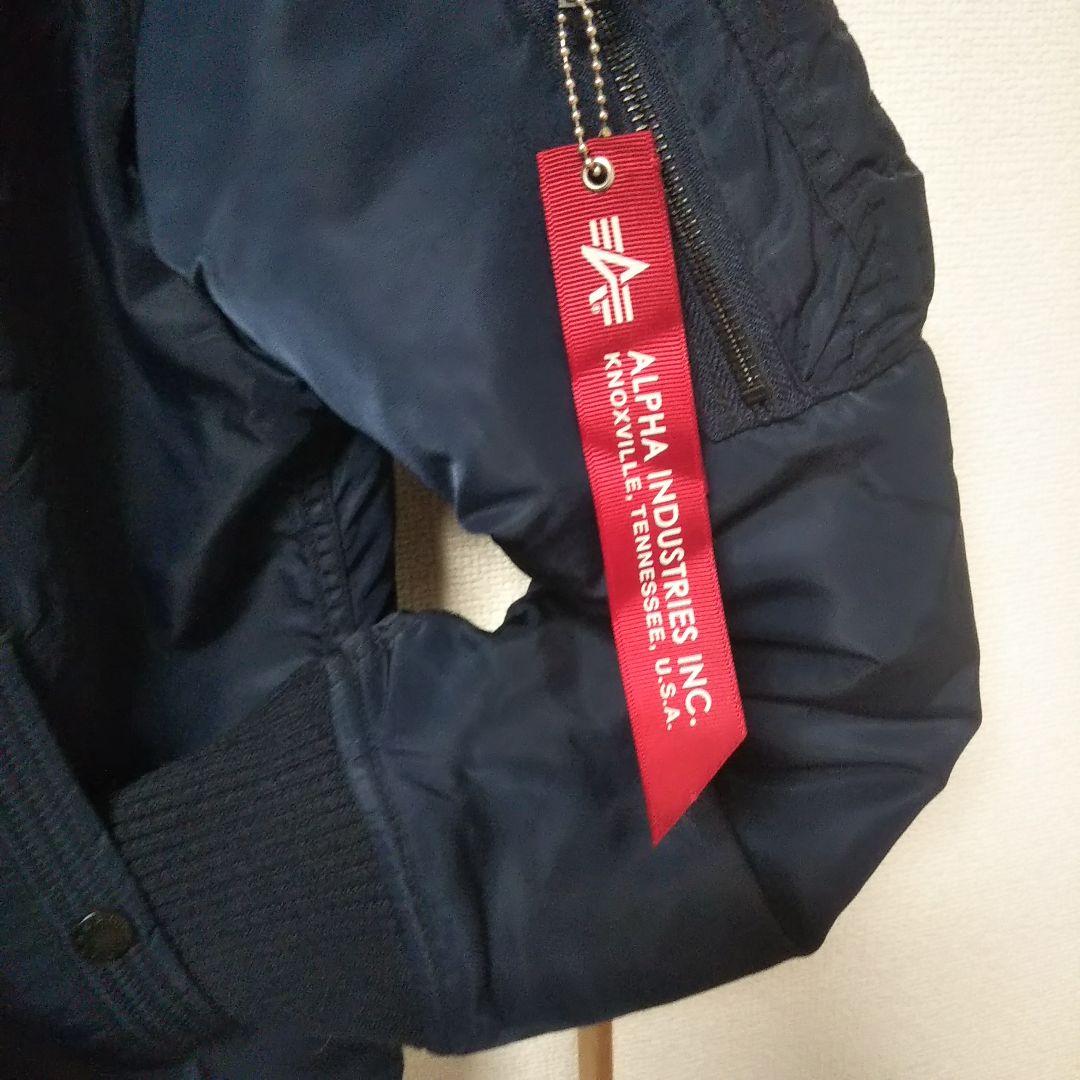 ALPHA INDUSTRIES INC.
KNOXVILLE, TENNESSEE, U.S.A.